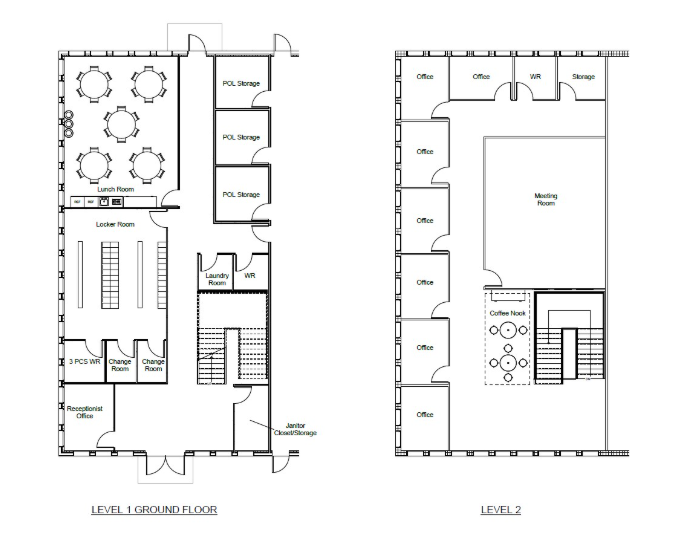 POL Storage
POL Storage
POL Storage
Lunch Room
REF
REF
Locker Room
Laundry
Room
WR
3 PCS WR
Change
Room
Change
Room
Receptionist
Office
Janitor
Closet/Storage
LEVEL 1 GROUND FLOOR
Office
Office
WR
Storage
Office
Office
Meeting
Room
Office
Coffee Nook
Office
Office
LEVEL 2